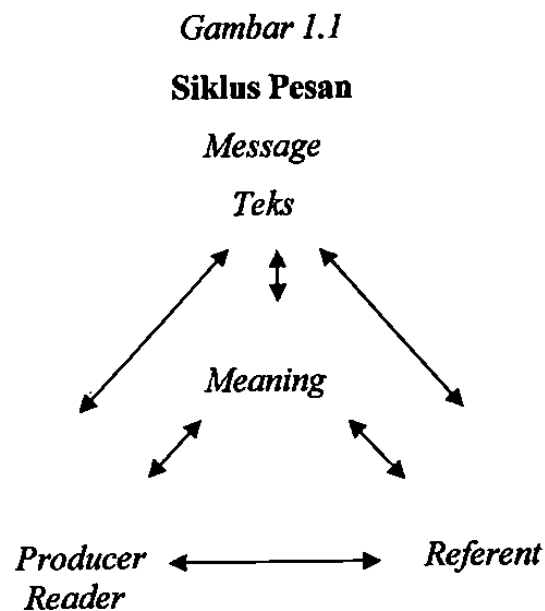 Gambar 1.1
Siklus Pesan
Message
Teks
Meaning
Producer
Reader
Referent